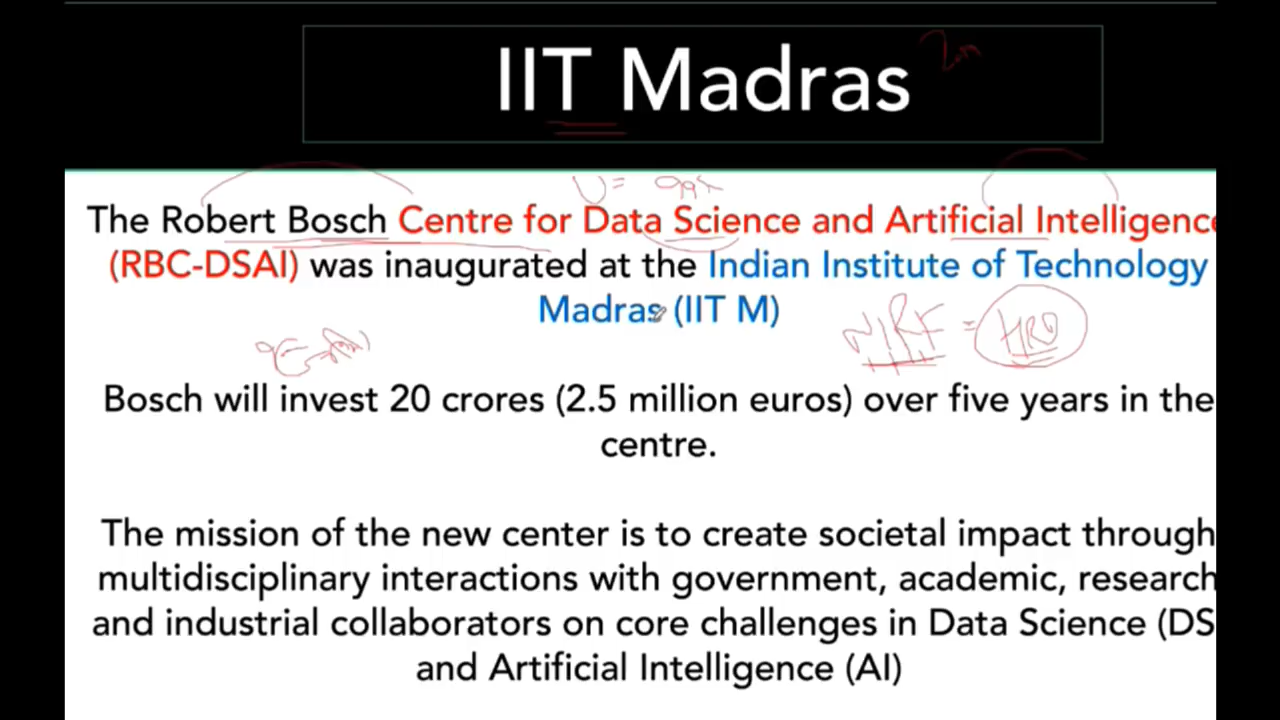 IIT Madras
The Robert Bosch Centre for Data Science and Artificial Intelligence
(RBC-DSAI) was inaugurated at the Indian Institute of Technology
Madras (IIT M)
NIRF = HRD
Bosch will invest 20 crores (2.5 million euros) over five years in the
centre.
The mission of the new center is to create societal impact through
multidisciplinary interactions with government, academic, research
and industrial collaborators on core challenges in Data Science (DS
and Artificial Intelligence (AI)